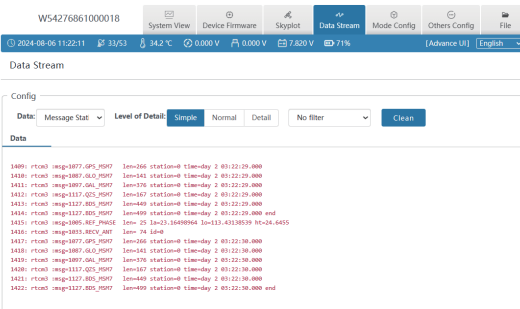 WS4276861000018
System View
Device Firmware
Skyplot
Data Stream
Mode Config
Others Config
File
2024-08-06 11:22:11 33/53 34.2 ℃ 0.000 V 0.000 V 7.820 V 71% [Advance UI] English
Data Stream
Config
Data: Message Stati Level of Detail: Simple Normal Detail No filter Clean
Data
1409: rtcm3 :msg=1077.GPS_MSM7 len=266 station=0 time=day 2 03:22:29.000
1410: rtcm3 :msg=1087.GLO_MSM7 len=141 station=0 time=day 2 03:22:29.000
1411: rtcm3 :msg=1097.GAL_MSM7 len=376 station=0 time=day 2 03:22:29.000
1412: rtcm3 :msg=1117.QZS_MSM7 len=167 station=0 time=day 2 03:22:29.000
1413: rtcm3 :msg=1127.BDS_MSM7 len=449 station=0 time=day 2 03:22:29.000
1414: rtcm3 :msg=1127.BDS_MSM7 len=499 station=0 time=day 2 03:22:29.000 end
1415: rtcm3 :msg=1005.REF_PHASE len= 25 la=23.16498964 lo=113.43138539 ht=24.6455
1416: rtcm3 :msg=1033.RECV_ANT len= 74 id=0
1417: rtcm3 :msg=1077.GPS_MSM7 len=266 station=0 time=day 2 03:22:30.000
1418: rtcm3 :msg=1087.GLO_MSM7 len=141 station=0 time=day 2 03:22:30.000
1419: rtcm3 :msg=1097.GAL_MSM7 len=376 station=0 time=day 2 03:22:30.000
1420: rtcm3 :msg=1117.QZS_MSM7 len=167 station=0 time=day 2 03:22:30.000
1421: rtcm3 :msg=1127.BDS_MSM7 len=449 station=0 time=day 2 03:22:30.000
1422: rtcm3 :msg=1127.BDS_MSM7 len=499 station=0 time=day 2 03:22:30.000 end